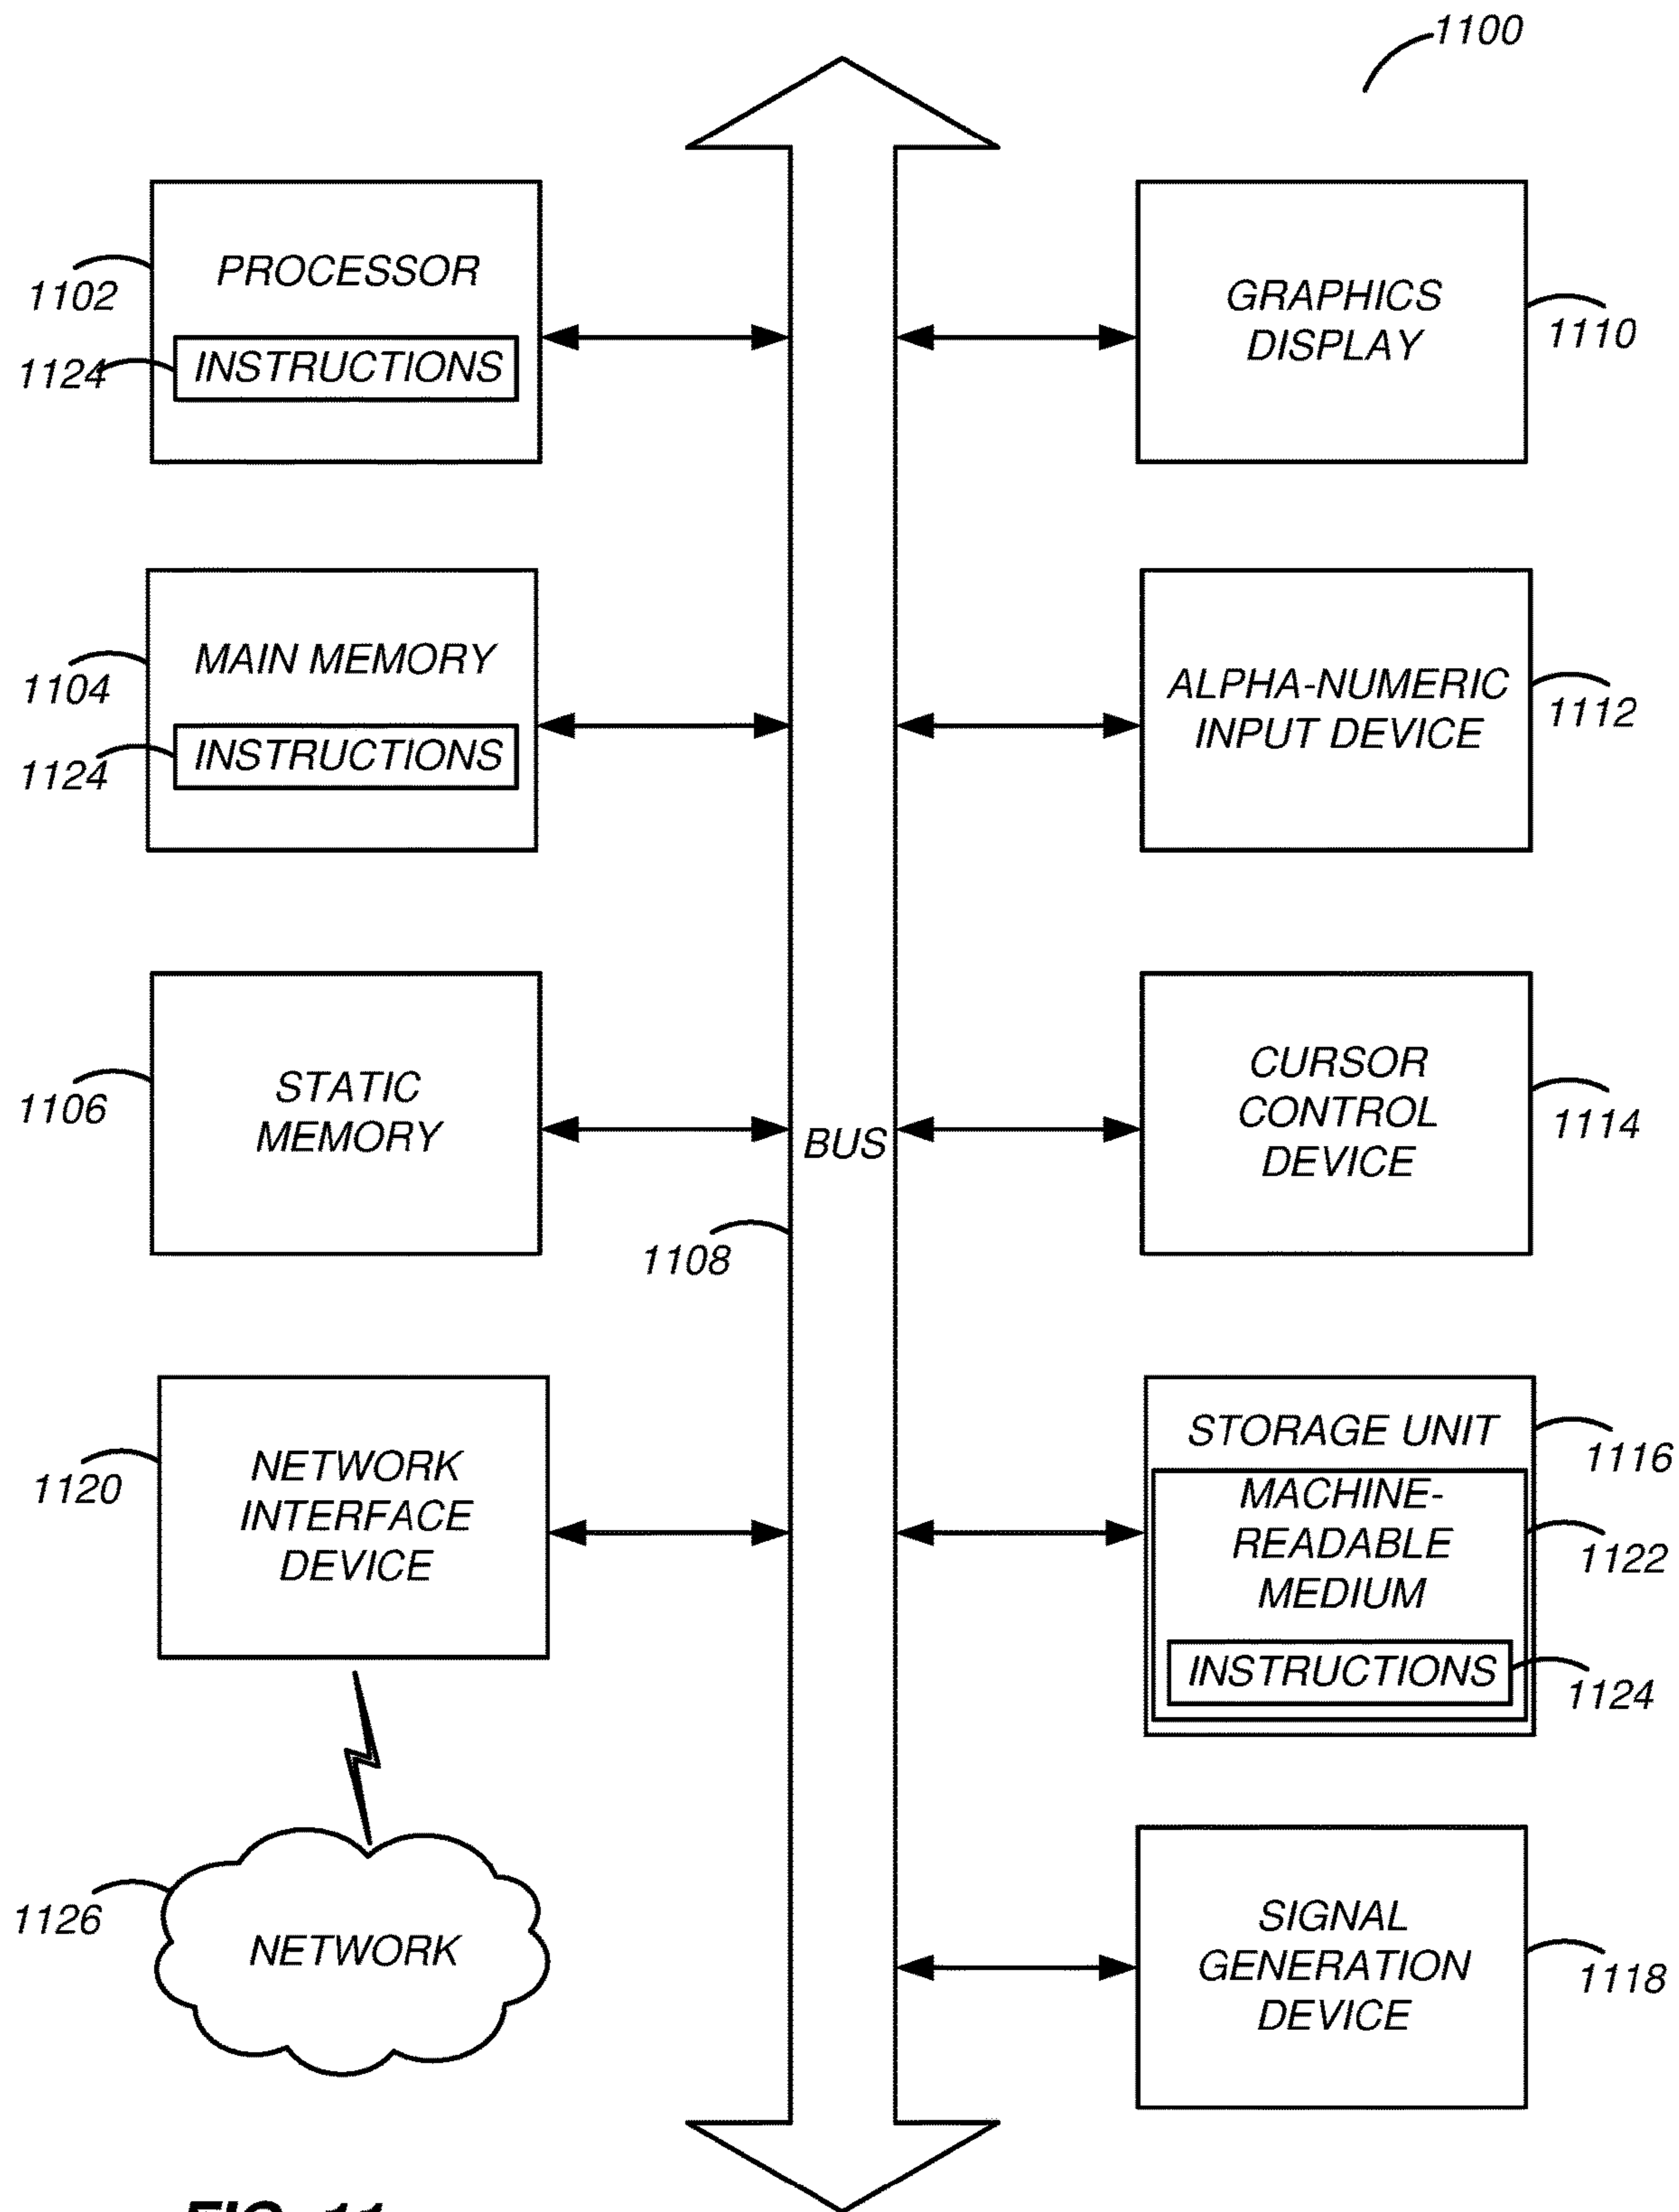 1100
PROCESSOR
1102
INSTRUCTIONS
1124
GRAPHICS
DISPLAY
1110
MAIN MEMORY
1104
INSTRUCTIONS
1124
ALPHA-NUMERIC
INPUT DEVICE
1112
STATIC
MEMORY
1106
BUS
1108
CURSOR
CONTROL
DEVICE
1114
NETWORK
INTERFACE
DEVICE
1120
STORAGE UNIT
1116
MACHINE-
READABLE
MEDIUM
1122
INSTRUCTIONS
1124
NETWORK
1126
SIGNAL
GENERATION
DEVICE
1118
FIG. 11